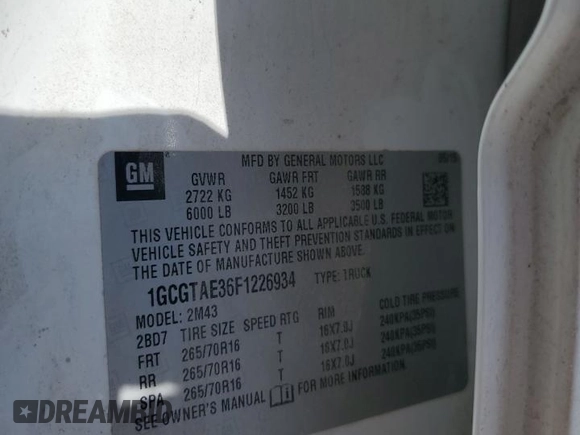 MFD BY GENERAL MOTORS LLC
GM
GVWR GAWR FRT GAWR RR
2722 KG 1452 KG 1588 KG
6000 LB 3200 LB 3500 LB
THIS VEHICLE CONFORMS TO ALL APPLICABLE U.S. FEDERAL MOTOR
VEHICLE SAFETY AND THEFT PREVENTION STANDARDS IN EFFECT ON
THE DATE OF MANUFACTURE SHOWN ABOVE.
1GCGTAE36F1226934 TYPE: TRUCK
MODEL: 2M43
2BD7 TIRE SIZE SPEED RTG RIM COLD TIRE PRESSURE
FRT 265/70R16 T 16X7.0J 240KPA(35PSI)
RR 265/70R16 T 16X7.0J 240KPA(35PSI)
SPA 265/70R16 T 16X7.0J 240KPA(35PSI)
SEE OWNER'S MANUAL FOR MORE INFORMATION